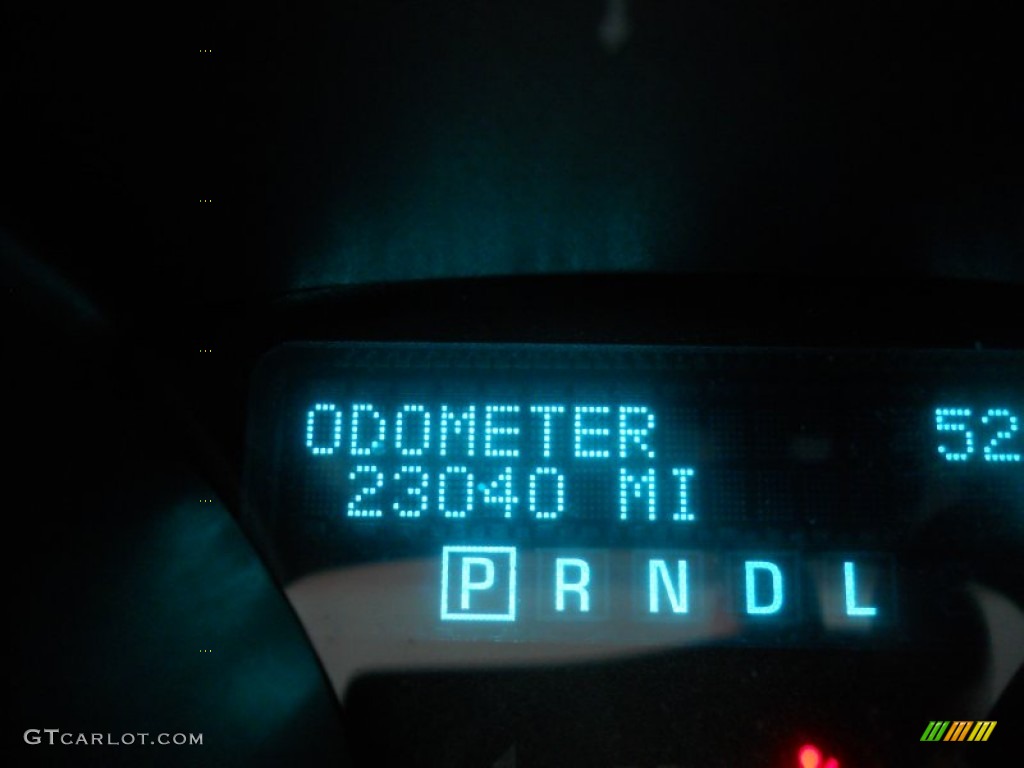 ODOMETER 52
23040 MI
P R N D L
GTCARLOT.COM